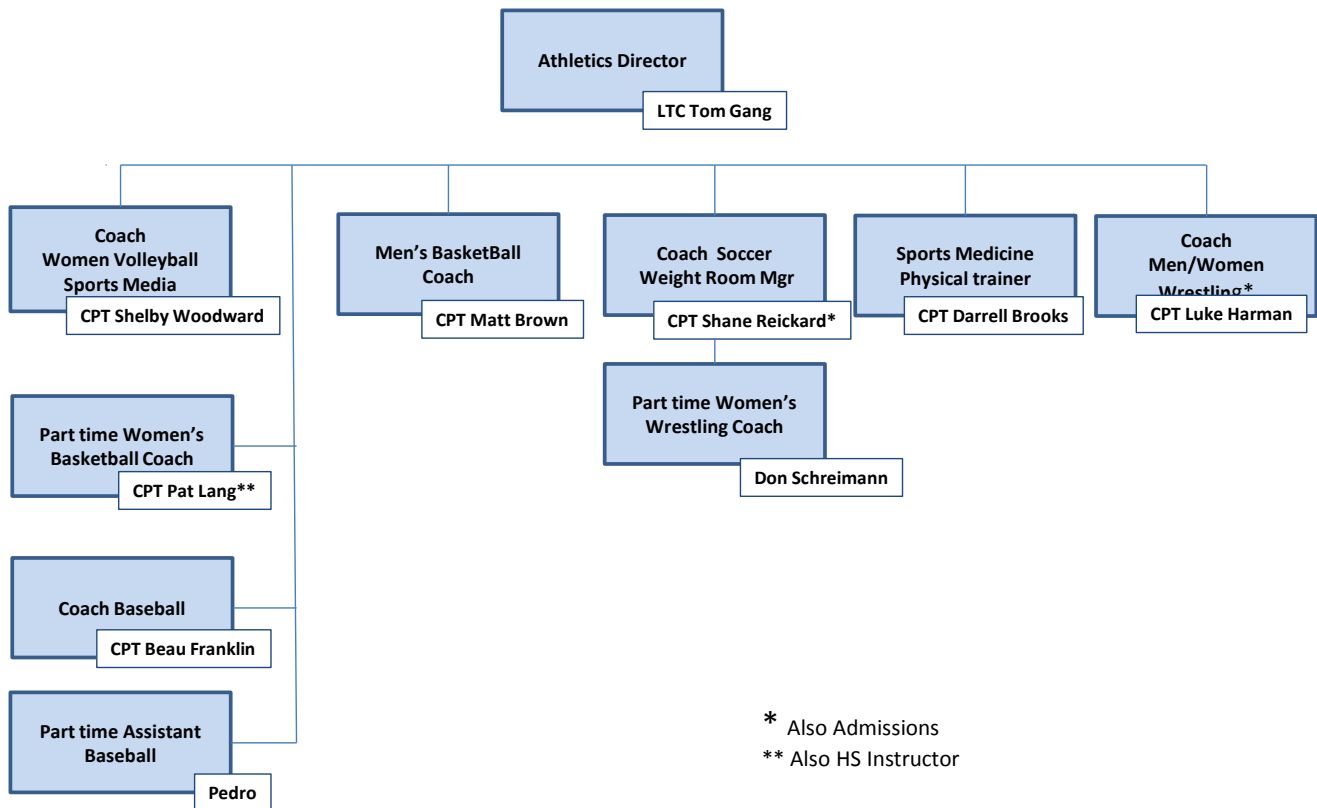 Athletics Director
LTC Tom Gang
Coach
Women Volleyball
Sports Media
CPT Shelby Woodward
Men's BasketBall
Coach
CPT Matt Brown
Coach Soccer
Weight Room Mgr
CPT Shane Reickard*
Sports Medicine
Physical trainer
CPT Darrell Brooks
Coach
Men/Women
Wrestling*
CPT Luke Harman
Part time Women's
Basketball Coach
CPT Pat Lang**
Part time Women's
Wrestling Coach
Don Schreimann
Coach Baseball
CPT Beau Franklin
Part time Assistant
Baseball
Pedro
* Also Admissions
** Also HS Instructor